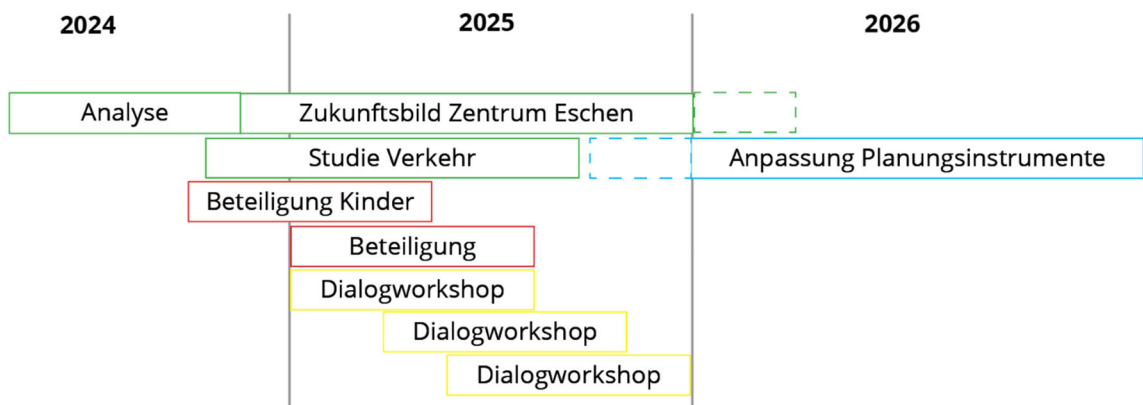 2024
2025
2026
Analyse
Zukunftsbild Zentrum Eschen
Studie Verkehr
Anpassung Planungsinstrumente
Beteiligung Kinder
Beteiligung
Dialogworkshop
Dialogworkshop
Dialogworkshop